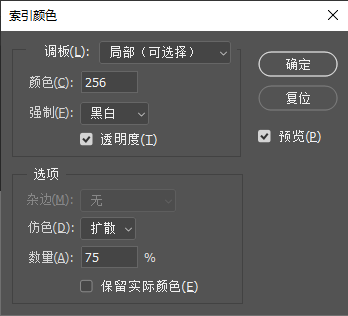 索引颜色
调板(L): 局部（可选择）
颜色(C): 256
强制(F): 黑白
透明度(T)
确定
复位
预览(P)
选项
杂边(M): 无
仿色(D): 扩散
数量(A): 75 %
保留实际颜色(E)